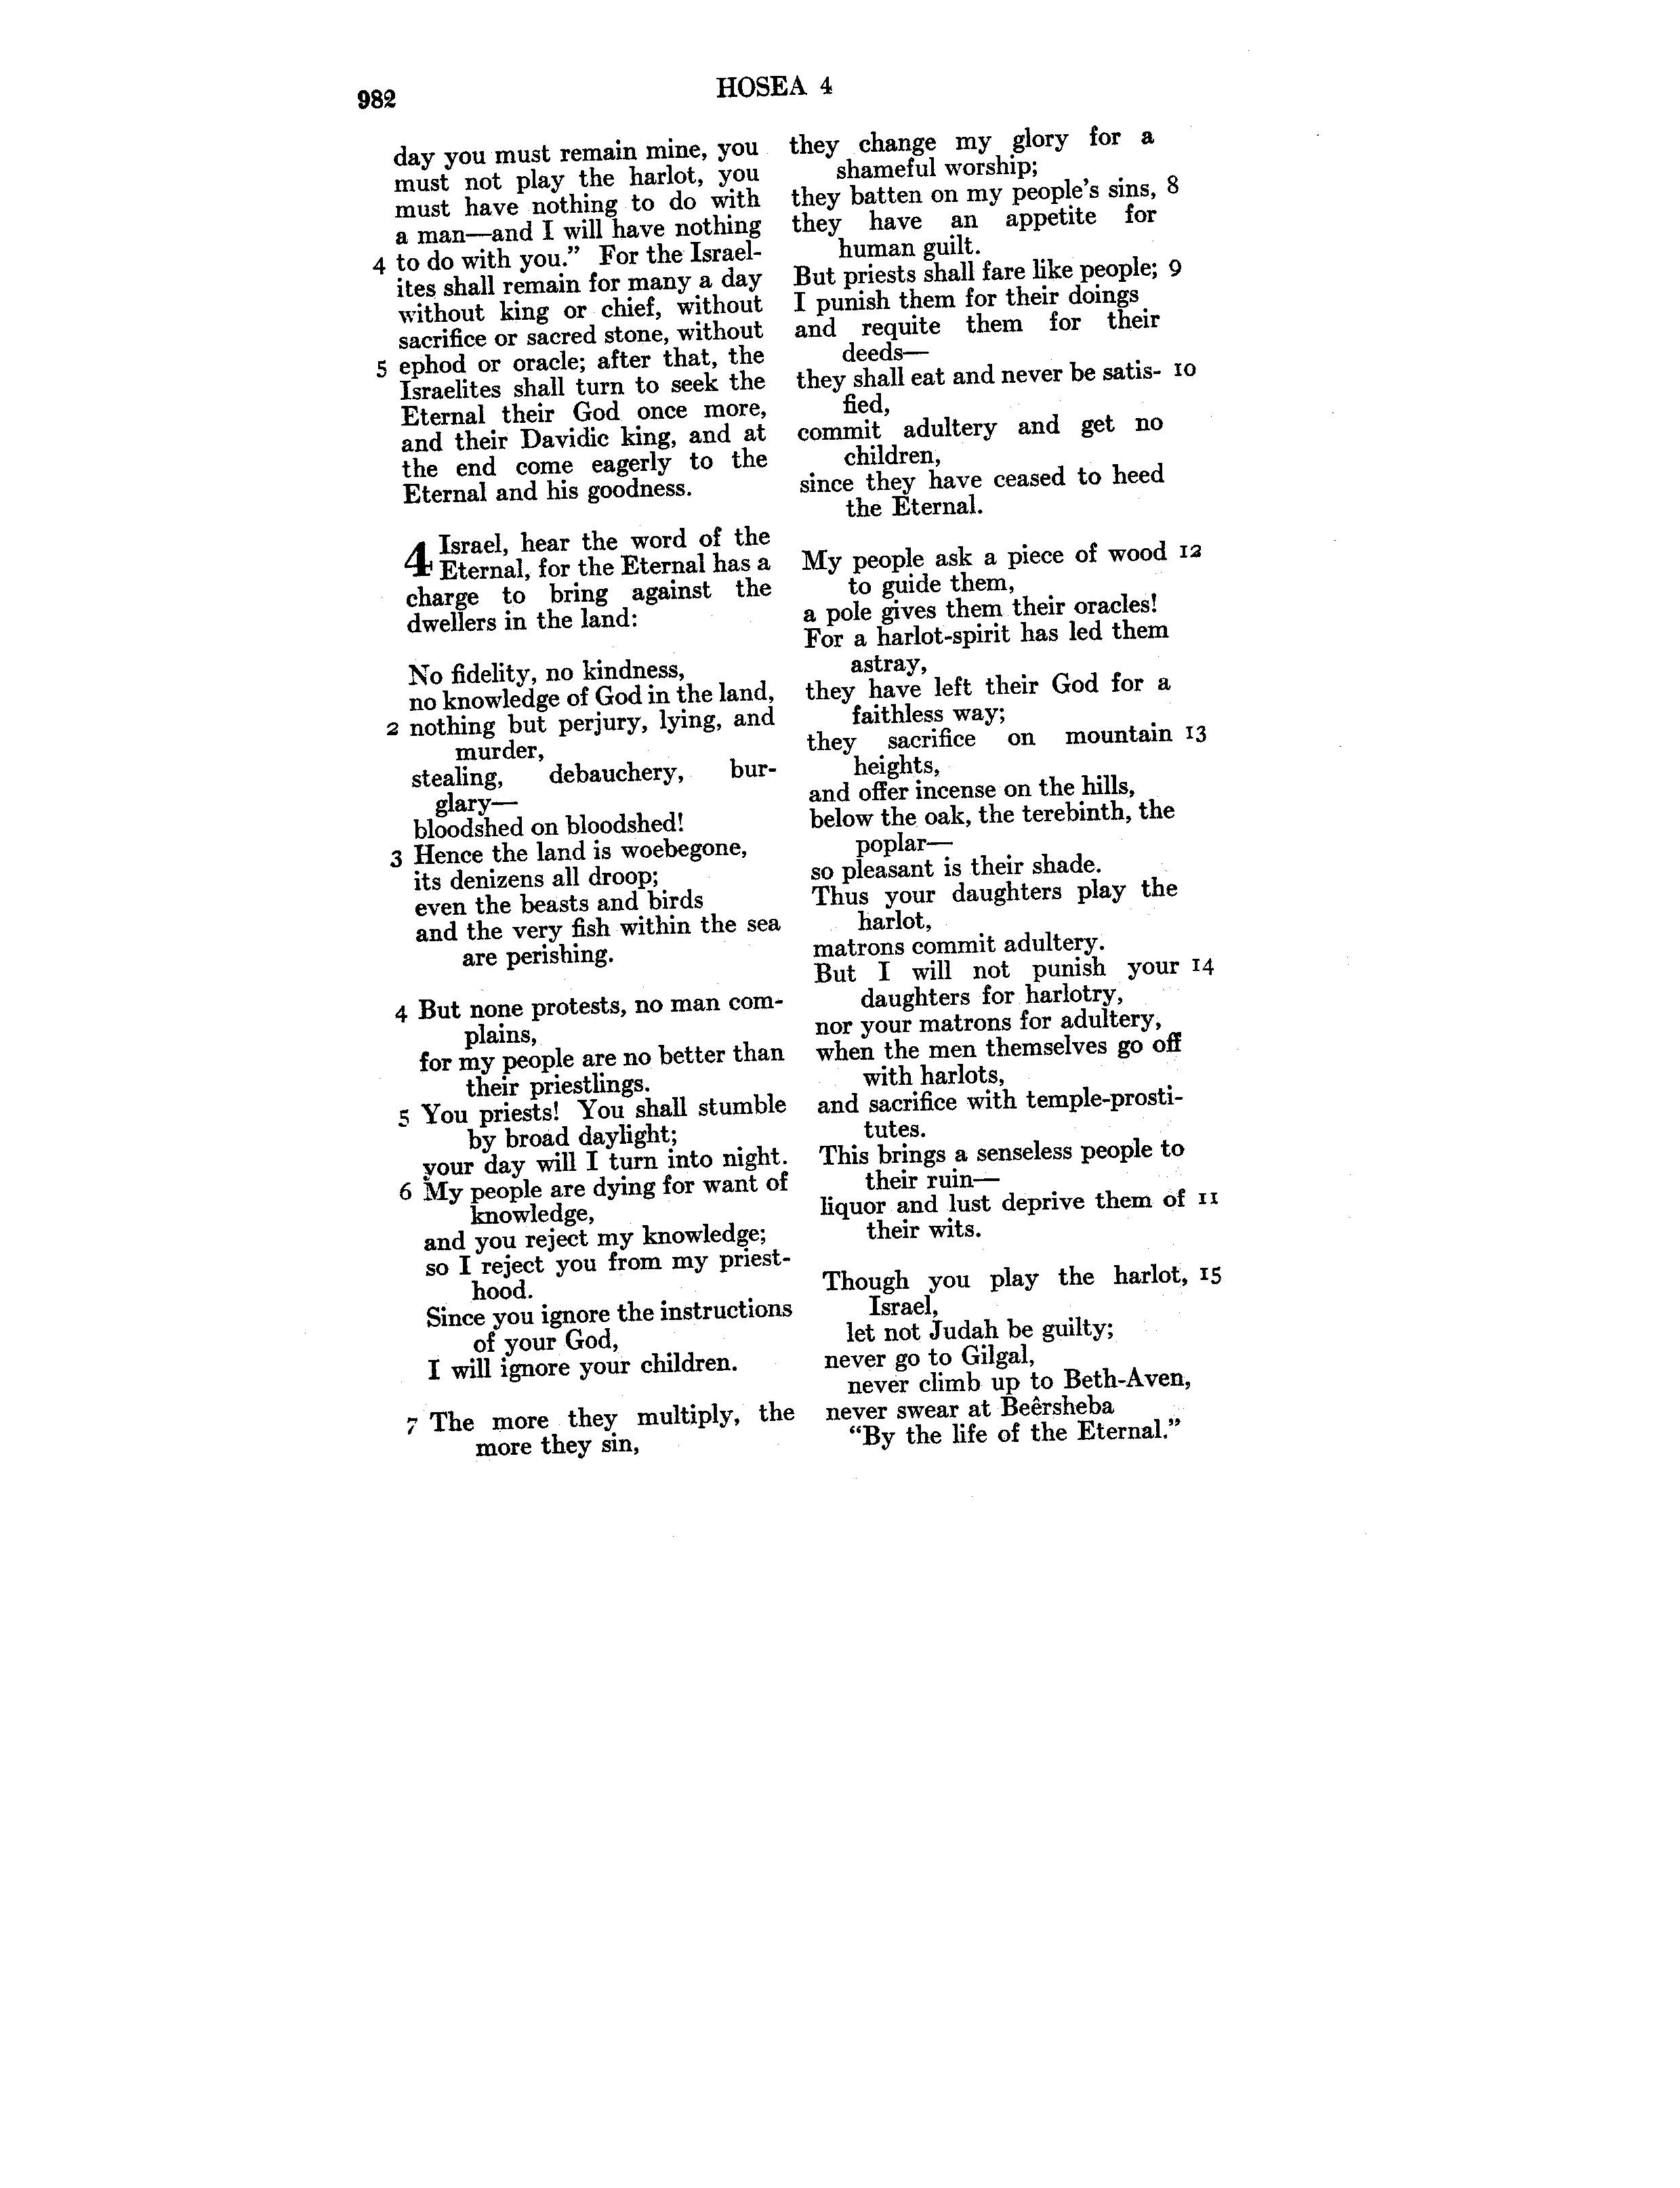 982
HOSEA 4
day you must remain mine, you
must not play the harlot, you
must have nothing to do with
a man—and I will have nothing
4 to do with you.” For the Israel-
ites shall remain for many a day
without king or chief, without
sacrifice or sacred stone, without
5 ephod or oracle; after that, the
Israelites shall turn to seek the
Eternal their God once more,
and their Davidic king, and at
the end come eagerly to the
Eternal and his goodness.
4 Israel, hear the word of the
Eternal, for the Eternal has a
charge to bring against the
dwellers in the land:
No fidelity, no kindness,
no knowledge of God in the land,
2 nothing but perjury, lying, and
murder,
stealing, debauchery, bur-
glary—
bloodshed on bloodshed!
3 Hence the land is woebegone,
its denizens all droop;
even the beasts and birds
and the very fish within the sea
are perishing.
4 But none protests, no man com-
plains,
for my people are no better than
their priestlings.
5 You priests! You shall stumble
by broad daylight;
your day will I turn into night.
6 My people are dying for want of
knowledge,
and you reject my knowledge;
so I reject you from my priest-
hood.
Since you ignore the instructions
of your God,
I will ignore your children.
7 The more they multiply, the
more they sin,
they change my glory for a
shameful worship;
they batten on my people’s sins, 8
they have an appetite for
human guilt.
But priests shall fare like people; 9
I punish them for their doings
and requite them for their
deeds—
they shall eat and never be satis- 10
fied,
commit adultery and get no
children,
since they have ceased to heed
the Eternal.
My people ask a piece of wood 12
to guide them,
a pole gives them their oracles!
For a harlot-spirit has led them
astray,
they have left their God for a
faithless way;
they sacrifice on mountain 13
heights,
and offer incense on the hills,
below the oak, the terebinth, the
poplar—
so pleasant is their shade.
Thus your daughters play the
harlot,
matrons commit adultery.
But I will not punish your 14
daughters for harlotry,
nor your matrons for adultery,
when the men themselves go off
with harlots,
and sacrifice with temple-prosti-
tutes.
This brings a senseless people to
their ruin—
liquor and lust deprive them of 11
their wits.
Though you play the harlot, 15
Israel,
let not Judah be guilty;
never go to Gilgal,
never climb up to Beth-Aven,
never swear at Beêrsheba
“By the life of the Eternal.”